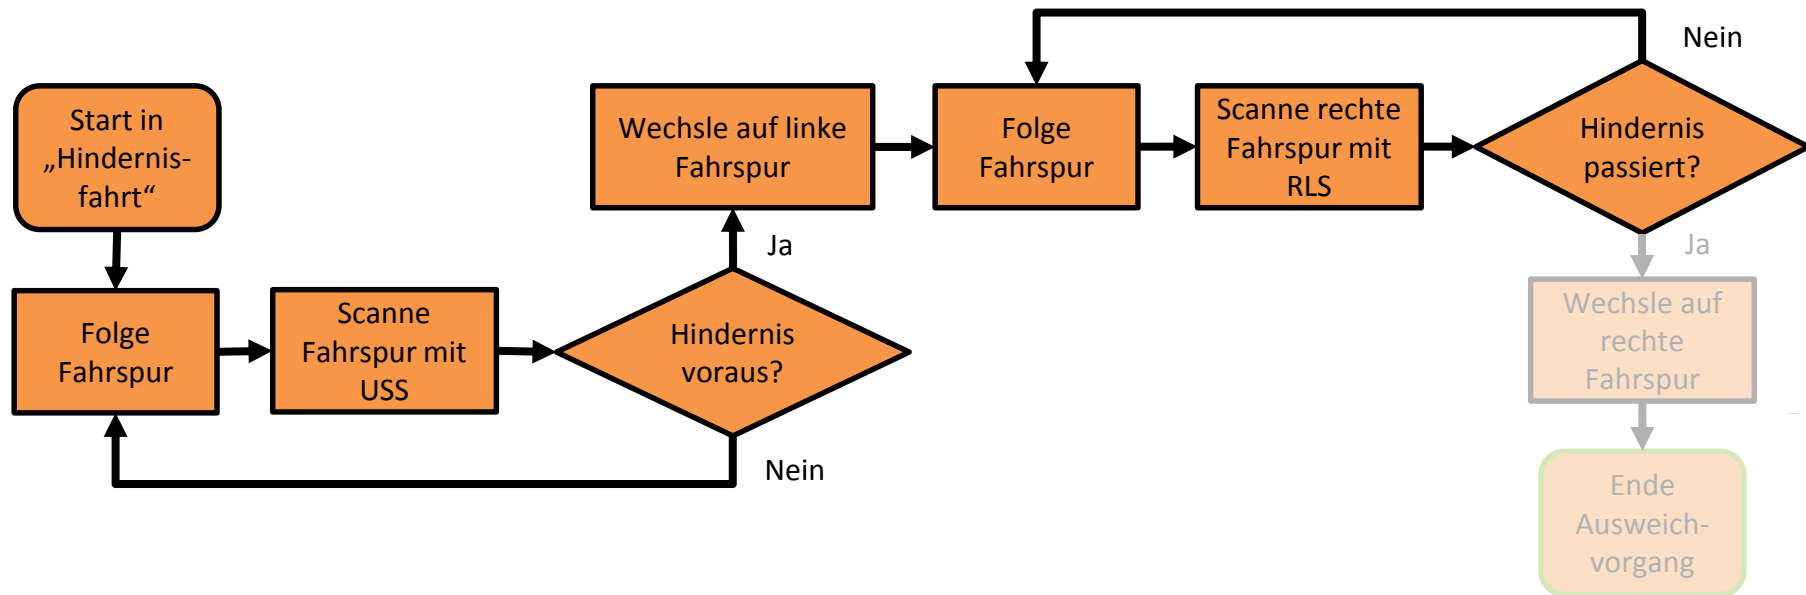 Start in
„Hindernis-
fahrt“
Folge
Fahrspur
Scanne
Fahrspur mit
USS
Hindernis
voraus?
Nein
Ja
Wechsle auf linke
Fahrspur
Folge
Fahrspur
Scanne rechte
Fahrspur mit
RLS
Hindernis
passiert?
Nein
Ja
Wechsle auf
rechte
Fahrspur
Ende
Ausweich-
vorgang